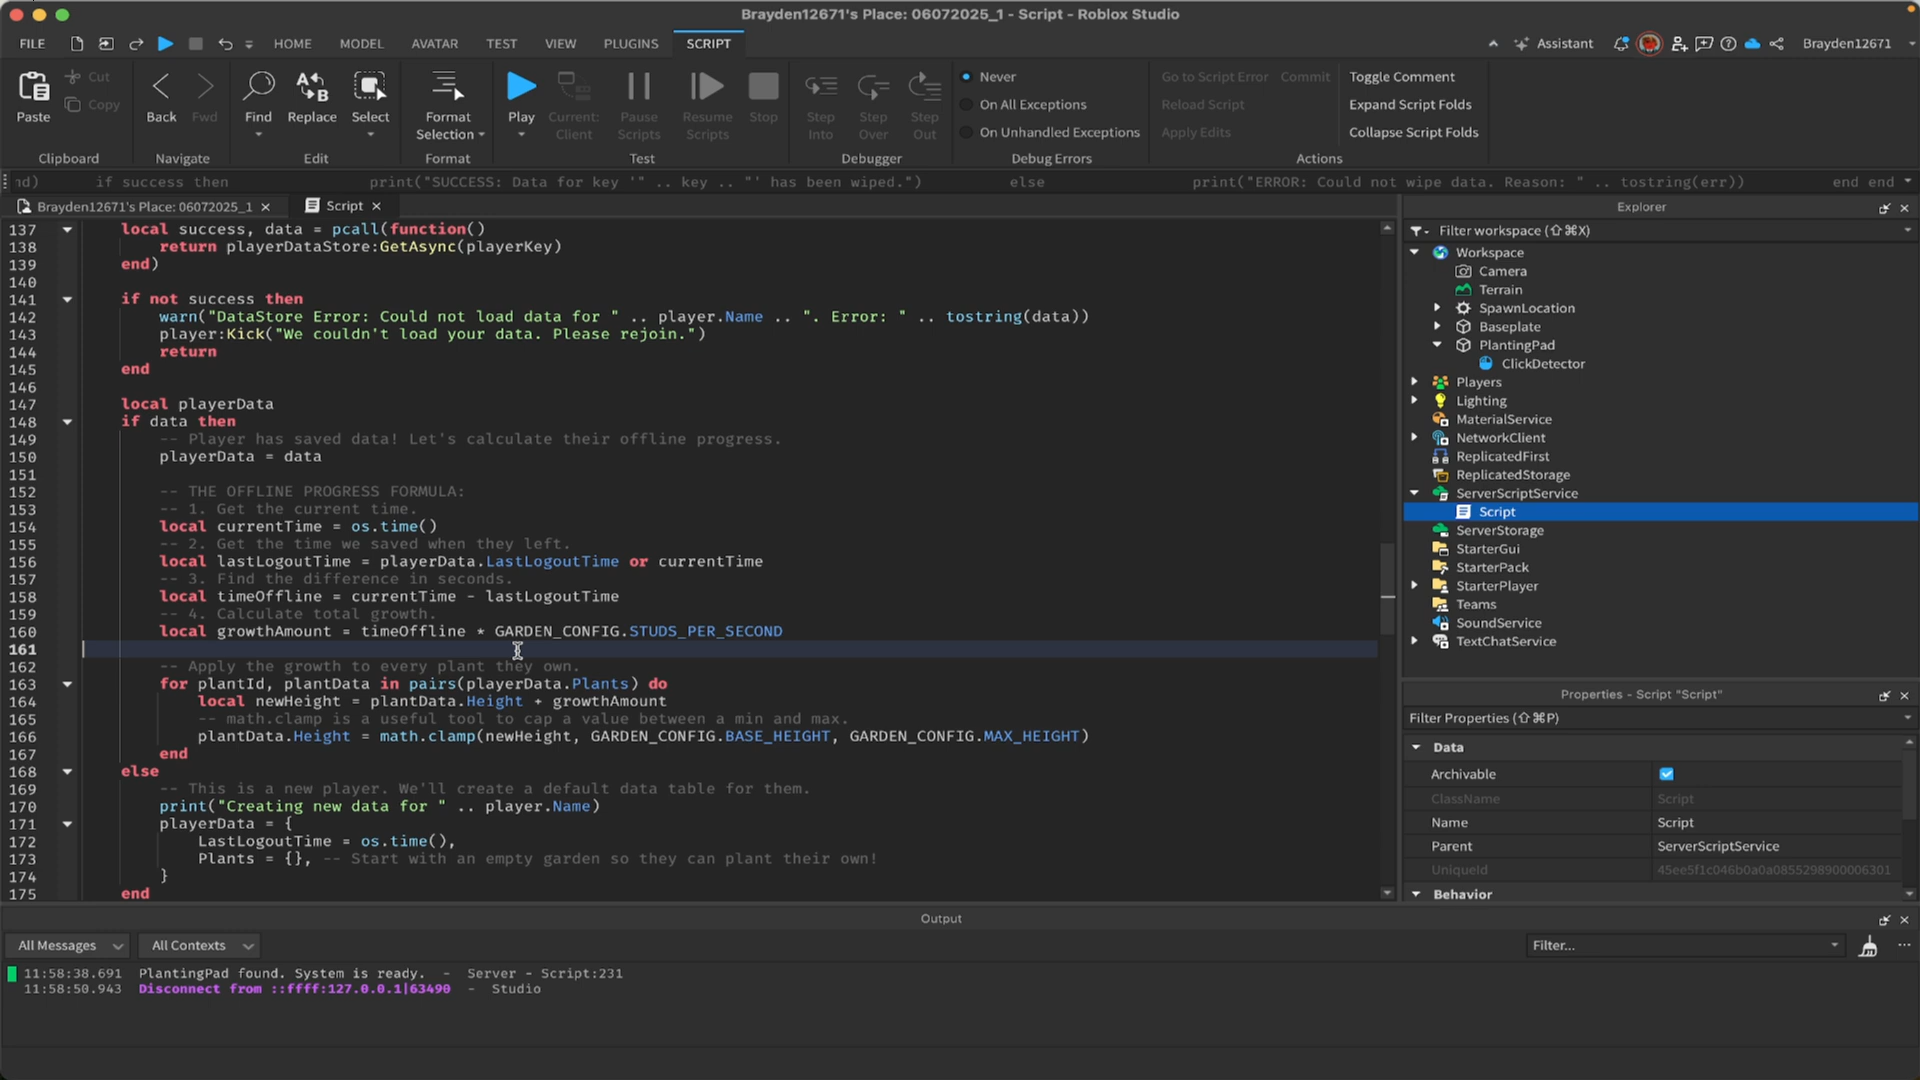 Brayden12671's Place: 06072025_1 - Script - Roblox Studio
FILE HOME MODEL AVATAR TEST VIEW PLUGINS SCRIPT Assistant Brayden12671
Paste Cut Copy Back Fwd Find Replace Select Format Selection Play Current: Client Pause Scripts Resume Scripts Stop Step Into Step Over Step Out
Never
On All Exceptions
On Unhandled Exceptions
Go to Script Error Commit
Reload Script
Apply Edits
Toggle Comment
Expand Script Folds
Collapse Script Folds
Clipboard Navigate Edit Format Test Debugger Debug Errors Actions
nd) if success then print("SUCCESS: Data for key '" .. key .. "' has been wiped.") else print("ERROR: Could not wipe data. Reason: " .. tostring(err)) end end
Brayden12671's Place: 06072025_1 Script
137 local success, data = pcall(function()
138 return playerDataStore:GetAsync(playerKey)
139 end)
140
141 if not success then
142 warn("DataStore Error: Could not load data for " .. player.Name .. ". Error: " .. tostring(data))
143 player:Kick("We couldn't load your data. Please rejoin.")
144 return
145 end
146
147 local playerData
148 if data then
149 -- Player has saved data! Let's calculate their offline progress.
150 playerData = data
151
152 -- THE OFFLINE PROGRESS FORMULA:
153 -- 1. Get the current time.
154 local currentTime = os.time()
155 -- 2. Get the time we saved when they left.
156 local lastLogoutTime = playerData.LastLogoutTime or currentTime
157 -- 3. Find the difference in seconds.
158 local timeOffline = currentTime - lastLogoutTime
159 -- 4. Calculate total growth.
160 local growthAmount = timeOffline * GARDEN_CONFIG.STUDS_PER_SECOND
161
162 -- Apply the growth to every plant they own.
163 for plantId, plantData in pairs(playerData.Plants) do
164 local newHeight = plantData.Height + growthAmount
165 -- math.clamp is a useful tool to cap a value between a min and max.
166 plantData.Height = math.clamp(newHeight, GARDEN_CONFIG.BASE_HEIGHT, GARDEN_CONFIG.MAX_HEIGHT)
167 end
168 else
169 -- This is a new player. We'll create a default data table for them.
170 print("Creating new data for " .. player.Name)
171 playerData = {
172 LastLogoutTime = os.time(),
173 Plants = {}, -- Start with an empty garden so they can plant their own!
174 }
175 end
Explorer
Filter workspace (⇧⌘X)
Workspace
Camera
Terrain
SpawnLocation
Baseplate
PlantingPad
ClickDetector
Players
Lighting
MaterialService
NetworkClient
ReplicatedFirst
ReplicatedStorage
ServerScriptService
Script
ServerStorage
StarterGui
StarterPack
StarterPlayer
Teams
SoundService
TextChatService
Properties - Script "Script"
Filter Properties (⇧⌘P)
Data
Archivable
ClassName Script
Name Script
Parent ServerScriptService
UniqueId 45ee5f1c046b0a0a0855298900006301
Behavior
Output
All Messages All Contexts Filter...
11:58:38.691 PlantingPad found. System is ready. - Server - Script:231
11:58:50.943 Disconnect from ::ffff:127.0.0.1|63490 - Studio